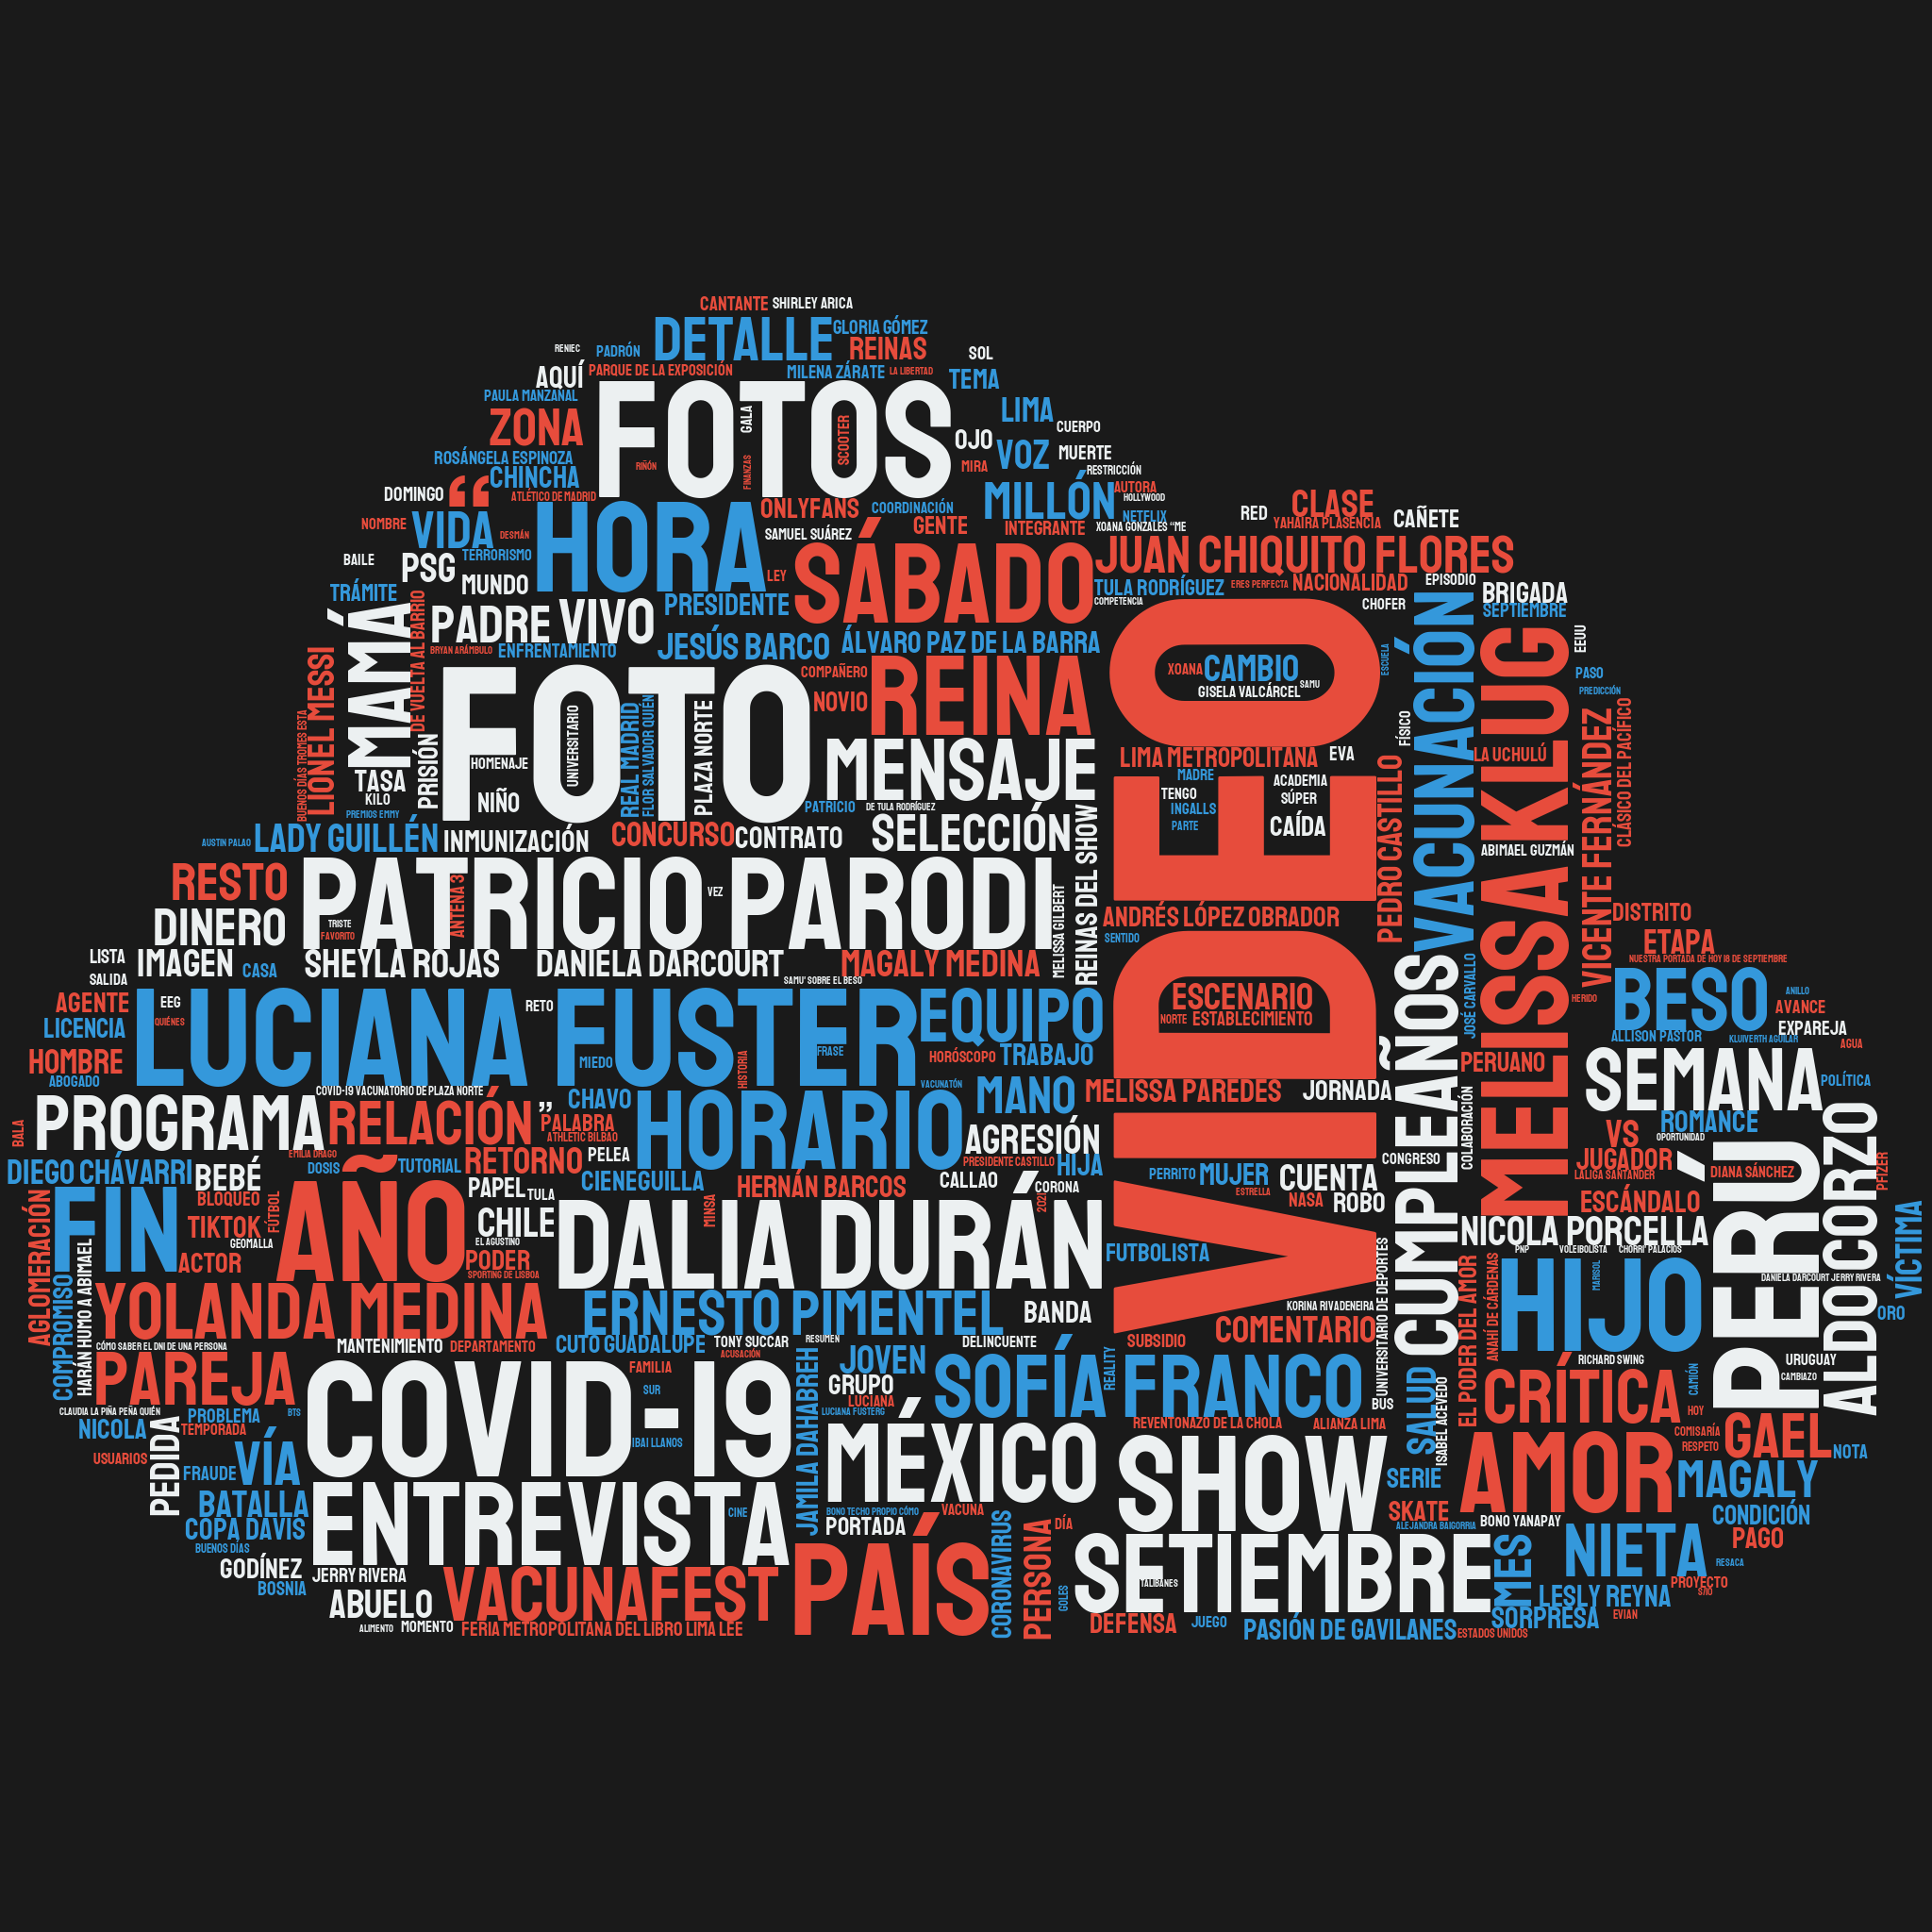 CANTANTE
SHIRLEY ARICA
DETALLE
GLORIA GÓMEZ
REINAS
RENIEC
PADRÓN
SOL
AQUÍ
PARQUE DE LA EXPOSICIÓN
MILENA ZÁRATE
LA LIBERTAD
TEMA
PAULA MANZANAL
FOTOS
GALA
SCOOTER
RIÑÓN
FINANZAS
ZONA
LIMA
CUERPO
OJO
VOZ
MUERTE
MIRA
RESTRICCIÓN
ROSÁNGELA ESPINOZA
CHINCHA
DOMINGO
“
ATLÉTICO DE MADRID
MILLÓN
AUTORA
HOLLYWOOD
NETFLIX
ONLYFANS
COORDINACIÓN
NOMBRE
VIDA
DESMÁN
HORA
SAMUEL SUÁREZ
GENTE
INTEGRANTE
XOANA GONZALES “ME
RED
CLASE
YAHAIRA PLASENCIA
CAÑETE
BAILE
PSG
TERRORISMO
LEY
SÁBADO
JUAN CHIQUITO FLORES
TRÁMITE
MUNDO
TULA RODRÍGUEZ
ERES PERFECTA
NACIONALIDAD
EPISODIO
BRIGADA
COMPETENCIA
CHOFER
SEPTIEMBRE
MAMÁ
DE VUELTA AL BARRIO
PADRE
VIVO
PRESIDENTE
BRYAN ARÁMBULO
ENFRENTAMIENTO
JESÚS BARCO
ÁLVARO PAZ DE LA BARRA
VIDEO
XOANA
CAMBIO
GISELA VALCÁRCEL
SAMU
ESCUELA
VACUNACIÓN
MELISSA KLUG
EEUU
PASO
PREDICCIÓN
LIONEL MESSI
BUENOS DÍAS TROMES ESTA
FOTO
UNIVERSITARIO
HOMENAJE
REAL MADRID
FLOR SALVADOR QUIÉN
PLAZA NORTE
COMPAÑERO
NOVIO
REINA
MENSAJE
FÍSICO
LA UCHULÚ
VICENTE FERNÁNDEZ
CLÁSICO DEL PACÍFICO
PRISIÓN
TASA
KILO
PREMIOS EMMY
NIÑO
PATRICIO
DE TULA RODRÍGUEZ
LIMA METROPOLITANA
EVA
MADRE
TENGO
INGALLS
PARTE
ACADEMIA
SÚPER
CAÍDA
PEDRO CASTILLO
ABIMAEL GUZMÁN
AUSTIN PALAO
LADY GUILLÉN
INMUNIZACIÓN
CONCURSO
CONTRATO
SELECCIÓN
REINAS DEL SHOW
MELISSA GILBERT
RESTO
DINERO
PATRICIO PARODI
ANTENA 3
TRISTE
FAVORITO
VEZ
ANDRÉS LÓPEZ OBRADOR
SENTIDO
DISTRITO
ETAPA
NUESTRA PORTADA DE HOY 18 DE SEPTIEMBRE
LISTA
IMAGEN
CASA
SHEYLA ROJAS
DANIELA DARCOURT
MAGALY MEDINA
SAMU’ SOBRE EL BESO
SALIDA
AGENTE
EEG
QUIÉNES
LICENCIA
LUCIANA FUSTER
RETO
MIEDO
FRASE
HISTORIA
EQUIPO
HORÓSCOPO
TRABAJO
ESCENARIO
NORTE
ESTABLECIMIENTO
CUMPLEAÑOS
JOSÉ CARVALLO
HERIDO
BESO
ANILLO
AVANCE
EXPAREJA
ALLISON PASTOR
KLUIVERTH AGUILAR
AGUA
HOMBRE
ABOGADO
COVID-19 VACUNATORIO DE PLAZA NORTE
VACUNATÓN
MANO
MELISSA PAREDES
JORNADA
PERUANO
SEMANA
POLÍTICA
PROGRAMA
BALA
RELACIÓN
”
CHAVO
PALABRA
ATHLETIC BILBAO
HORARIO
AGRESIÓN
PRESIDENTE CASTILLO
HIJA
CONGRESO
COLABORACIÓN
ROMANCE
OPORTUNIDAD
VS
JUGADOR
LALIGA SANTANDER
DIEGO CHÁVARRI
BEBÉ
EMILIA DRAGO
DOSIS
TUTORIAL
RETORNO
PELEA
CIENEGUILLA
HERNÁN BARCOS
CALLAO
CORONA
2021
PERRITO
MUJER
ESTRELLA
CUENTA
NASA
ROBO
ESCÁNDALO
PERÚ
DIANA SÁNCHEZ
ALDO CORZO
PFIZER
VÍCTIMA
AGLOMERACIÓN
FIN
BLOQUEO
TIKTOK
FÚTBOL
GEOMALLA
ACTOR
AÑO
PAPEL
TULA
CHILE
EL AGUSTINO
PODER
SPORTING DE LISBOA
MINSA
DALIA DURÁN
FUTBOLISTA
NICOLA PORCELLA
PNP
VOLEIBOLISTA
CHORRI’ PALACIOS
COMPROMISO
HARÁN HUMO A ABIMAEL
YOLANDA MEDINA
ERNESTO PIMENTEL
BANDA
KORINA RIVADENEIRA
UNIVERSITARIO DE DEPORTES
EL PODER DEL AMOR
ANAHÍ DE CÁRDENAS
HIJO
MARISOL
DANIELA DARCOURT JERRY RIVERA
ORO
CÓMO SABER EL DNI DE UNA PERSONA
MANTENIMIENTO
DEPARTAMENTO
CUTO GUADALUPE
TONY SUCCAR
ACUSACIÓN
RESUMEN
DELINCUENTE
SUBSIDIO
COMENTARIO
PAREJA
COVID-19
FAMILIA
SUR
IBAI LLANOS
JAMILA DAHABREH
JOVEN
GRUPO
LUCIANA
LUCIANA FUSTERG
SOFÍA FRANCO
REALITY
BUS
SALUD
ISABEL ACEVEDO
RICHARD SWING
CRÍTICA
CAMIÓN
HOY
URUGUAY
CAMBIAZO
CLAUDIA LA PIÑA PEÑA QUIÉN
NICOLA
PROBLEMA
BTS
TEMPORADA
USUARIOS
PEDIDA
FRAUDE
VÍA
MÉXICO
REVENTONAZO DE LA CHOLA
ALIANZA LIMA
SHOW
SERIE
SKATE
ALEJANDRA BAIGORRIA
AMOR
COMISARÍA
RESPETO
GAEL
NOTA
MAGALY
BATALLA
COPA DAVIS
BUENOS DÍAS
ENTREVISTA
CINE
BONO TECHO PROPIO CÓMO
VACUNA
PORTADA
CORONAVIRUS
PERSONA
DÍA
GOLES
BONO YANAPAY
CONDICIÓN
PAGO
GODÍNEZ
BOSNIA
JERRY RIVERA
ABUELO
VACUNAFEST
PAÍS
SETIEMBRE
TALIBANES
MES
NIETA
RESACA
LESLY REYNA
PROYECTO
SORPRESA
EVIAN
ALIMENTO
MOMENTO
FERIA METROPOLITANA DEL LIBRO LIMA LEE
DEFENSA
JUEGO
PASIÓN DE GAVILANES
ESTADOS UNIDOS